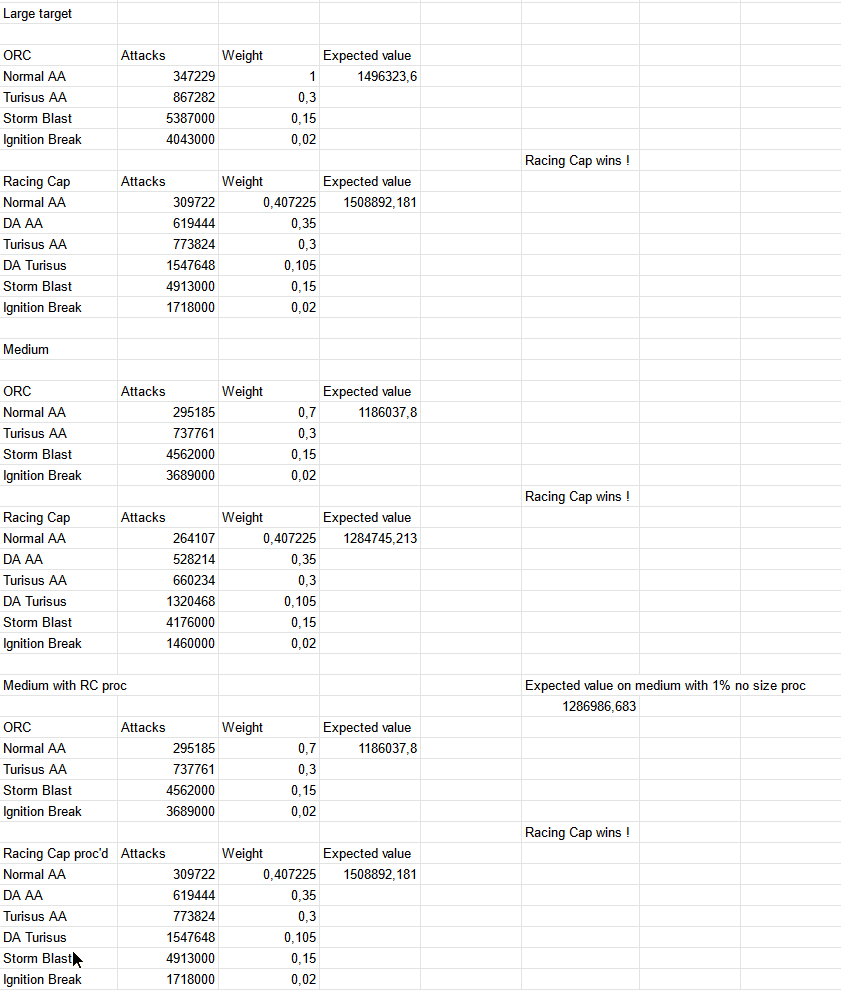 Large target
ORC Attacks Weight Expected value
Normal AA 347229 1 1496323,6
Turisus AA 867282 0,3
Storm Blast 5387000 0,15
Ignition Break 4043000 0,02
Racing Cap wins !
Racing Cap Attacks Weight Expected value
Normal AA 309722 0,407225 1508892,181
DA AA 619444 0,35
Turisus AA 773824 0,3
DA Turisus 1547648 0,105
Storm Blast 4913000 0,15
Ignition Break 1718000 0,02
Medium
ORC Attacks Weight Expected value
Normal AA 295185 0,7 1186037,8
Turisus AA 737761 0,3
Storm Blast 4562000 0,15
Ignition Break 3689000 0,02
Racing Cap wins !
Racing Cap Attacks Weight Expected value
Normal AA 264107 0,407225 1284745,213
DA AA 528214 0,35
Turisus AA 660234 0,3
DA Turisus 1320468 0,105
Storm Blast 4176000 0,15
Ignition Break 1460000 0,02
Medium with RC proc Expected value on medium with 1% no size proc
1286986,683
ORC Attacks Weight Expected value
Normal AA 295185 0,7 1186037,8
Turisus AA 737761 0,3
Storm Blast 4562000 0,15
Ignition Break 3689000 0,02
Racing Cap wins !
Racing Cap proc'd Attacks Weight Expected value
Normal AA 309722 0,407225 1508892,181
DA AA 619444 0,35
Turisus AA 773824 0,3
DA Turisus 1547648 0,105
Storm Blast 4913000 0,15
Ignition Break 1718000 0,02